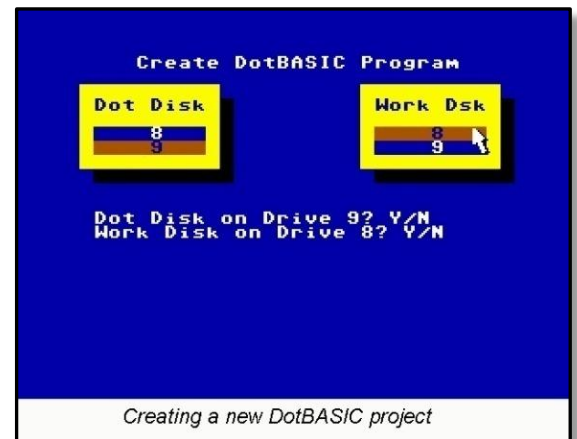 Create DotBASIC Program
Dot Disk
8
9
Work Dsk
8
9
Dot Disk on Drive 9? Y/N
Work Disk on Drive 8? Y/N
Creating a new DotBASIC project